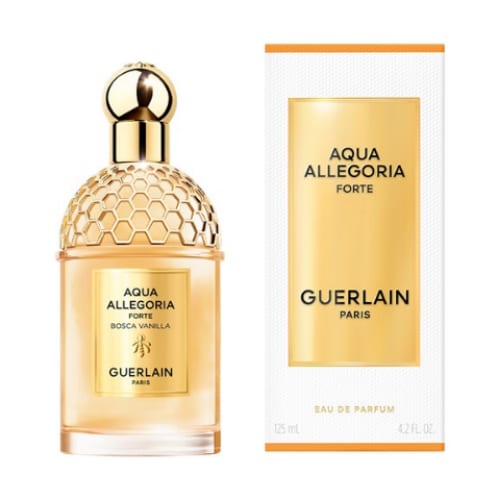 AQUA
ALLEGORIA
FORTE
BOSCA VANILLA
GUERLAIN
PARIS
AQUA
ALLEGORIA
FORTE
GUERLAIN
PARIS
EAU DE PARFUM
125 mL 4.2 FL. OZ.